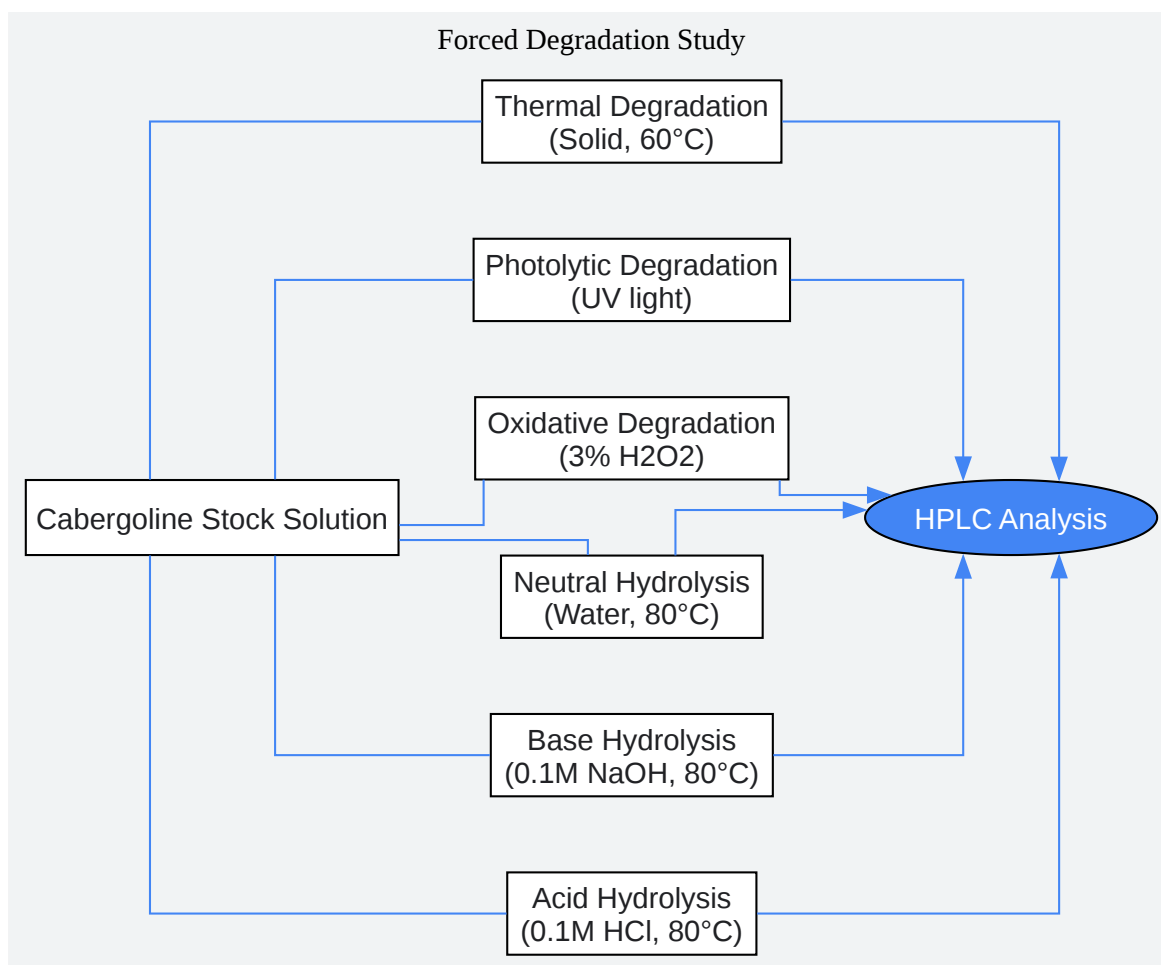 Forced Degradation Study
Thermal Degradation
(Solid, 60°C)
Photolytic Degradation
(UV light)
Oxidative Degradation
(3% H2O2)
Cabergoline Stock Solution
HPLC Analysis
Neutral Hydrolysis
(Water, 80°C)
Base Hydrolysis
(0.1M NaOH, 80°C)
Acid Hydrolysis
(0.1M HCl, 80°C)